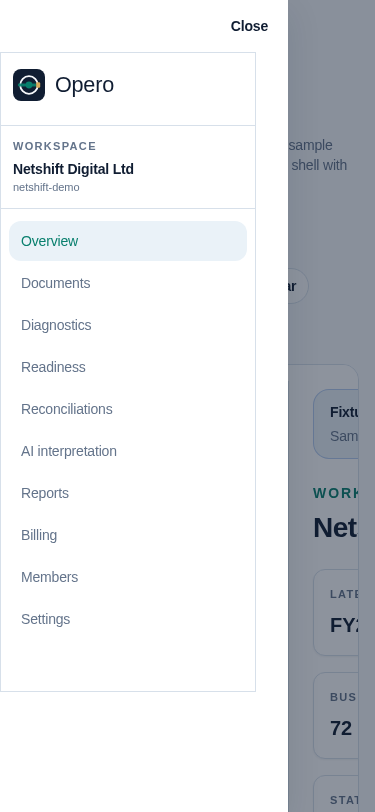 Close
Opero
WORKSPACE
Netshift Digital Ltd
netshift-demo
Overview
Documents
Diagnostics
Readiness
Reconciliations
AI interpretation
Reports
Billing
Members
Settings
sample
shell with
ar
Fixtu
Sam
WORK
Net
LATE
FY2
BUS
72
STAT